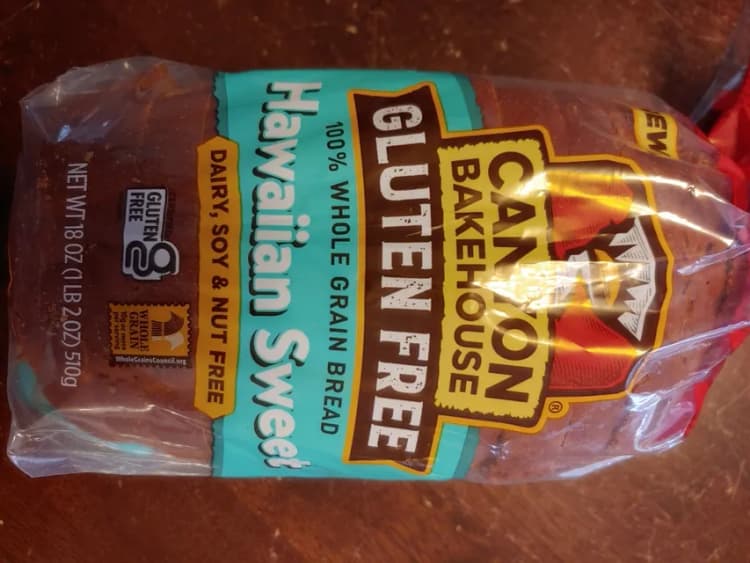 NEW
CANYON
BAKEHOUSE®
GLUTEN FREE
100% WHOLE GRAIN BREAD
Hawaiian Sweet
DAIRY, SOY & NUT FREE
GLUTEN
FREE
WHOLE
GRAIN
WholeGrainsCouncil.org
NET WT 18 OZ (1 LB 2 OZ) 510g